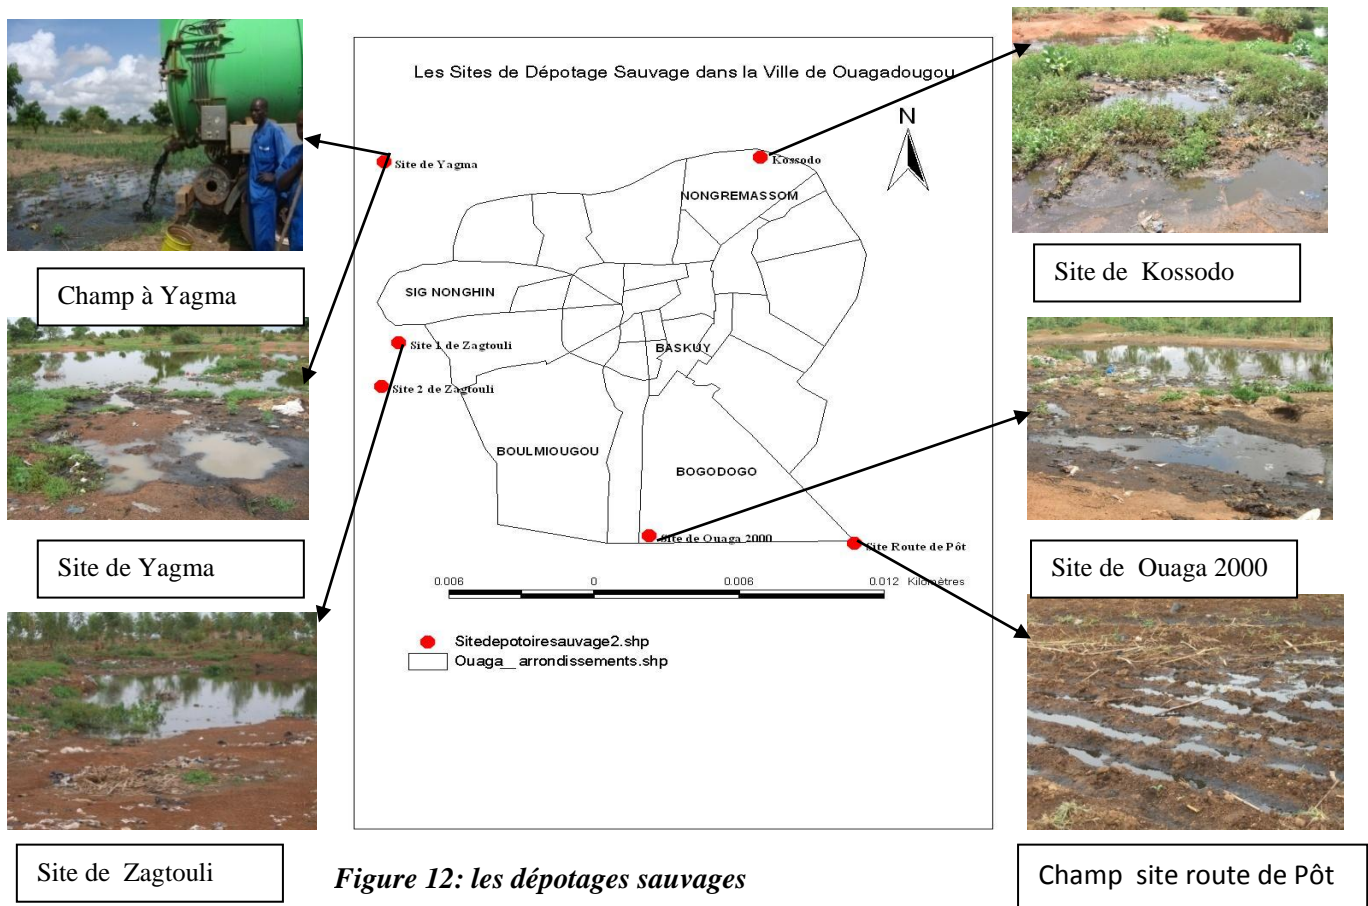 Les Sites de Dépotage Sauvage dans la Ville de Ouagadougou
N
Site de Yagma
Kossodo
NONGREMASSOM
SIG NONGHIN
Site 1 de Zagtouli
BASKUY
Site 2 de Zagtouli
BOULMIOUGOU
BOGODOGO
Site de Ouaga 2000
Site Route de Pôt
0.006 0 0.006 0.012 Kilomètres
Sitedepotoiresauvage2.shp
Ouaga__arrondissements.shp
Champ à Yagma
Site de Yagma
Site de Zagtouli
Site de Kossodo
Site de Ouaga 2000
Champ site route de Pôt
Figure 12: les dépotages sauvages